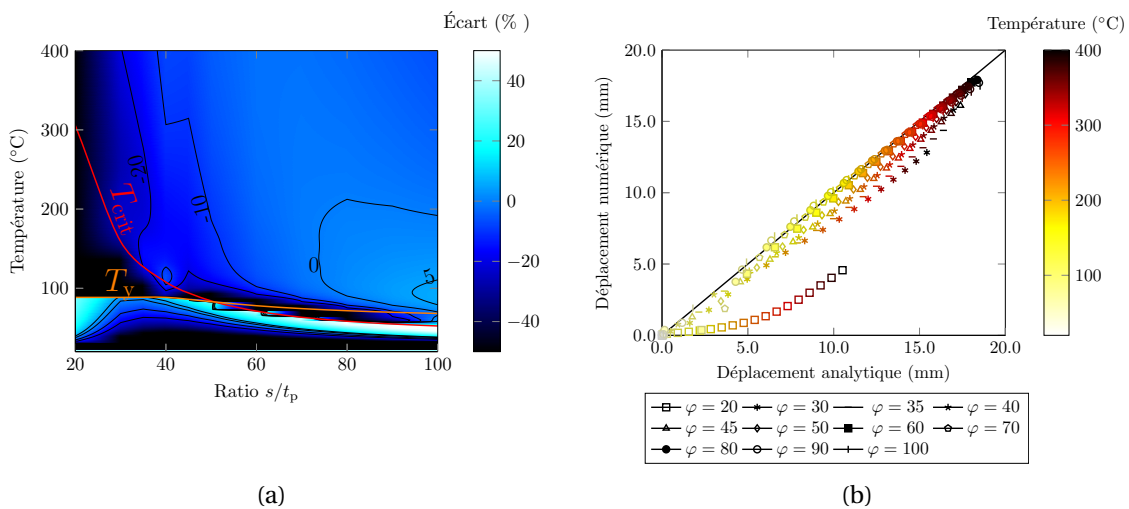 Écart (% )
400
300
200
100
20
40
60
80
100
40
20
0
−20
−40
Température (°C)
Ratio s/tₚ
T_crit
T_v
-20
-10
0
0
5
(a)
Température (°C)
20.0
15.0
10.0
5.0
0.0
0.0
5.0
10.0
15.0
20.0
400
300
200
100
Déplacement numérique (mm)
Déplacement analytique (mm)
φ = 20 φ = 30 φ = 35 φ = 40
φ = 45 φ = 50 φ = 60 φ = 70
φ = 80 φ = 90 φ = 100
(b)